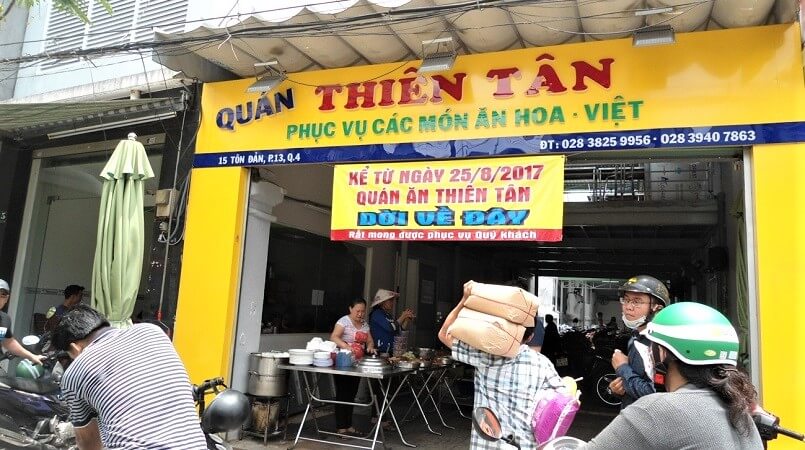 QUÁN THIÊN TÂN
PHỤC VỤ CÁC MÓN ĂN HOA - VIỆT
15 TÔN ĐẢN, P.13, Q.4 ĐT: 028 3825 9956 - 028 3940 7863
KỂ TỪ NGÀY 25/8/2017
QUÁN ĂN THIÊN TÂN
DỜI VỀ ĐÂY
Rất mong được phục vụ Quý khách